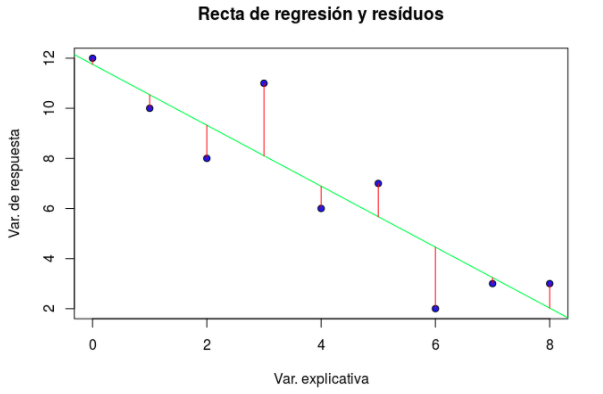 Recta de regresión y resíduos
Var. de respuesta
12
10
8
6
4
2
0 2 4 6 8
Var. explicativa